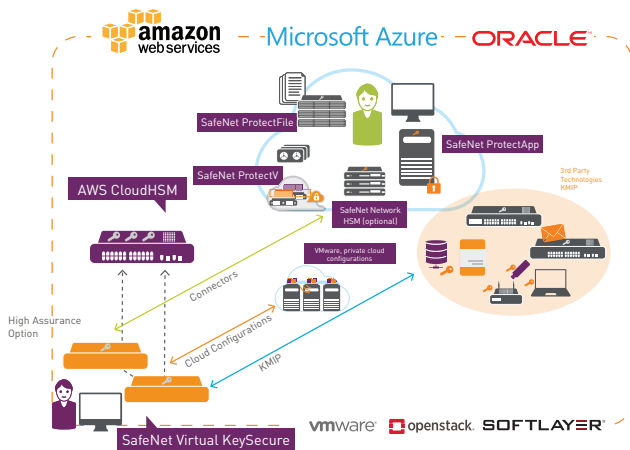 amazon
web services
Microsoft Azure
ORACLE
SafeNet ProtectFile
SafeNet ProtectApp
SafeNet ProtectV
3rd Party
Technologies
KMIP
AWS CloudHSM
SafeNet Network
HSM (optional)
VMware, private cloud
configurations
Connectors
High Assurance
Option
Cloud Configurations
KMIP
SafeNet Virtual KeySecure
vmware
openstack.
SOFTLAYER®